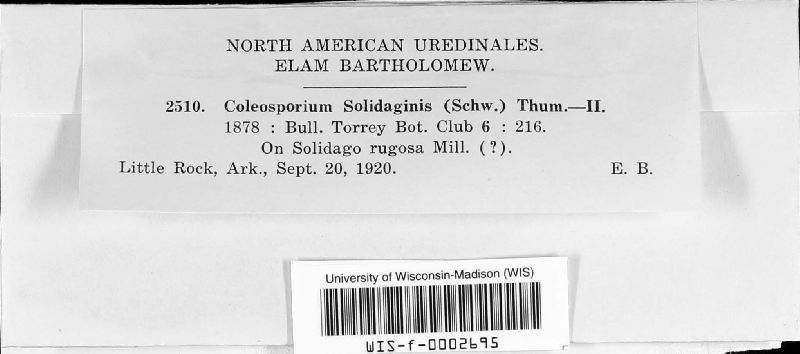 NORTH AMERICAN UREDINALES.
ELAM BARTHOLOMEW.
2510. Coleosporium Solidaginis (Schw.) Thum.—II.
1878 : Bull. Torrey Bot. Club 6 : 216.
On Solidago rugosa Mill. (?).
Little Rock, Ark., Sept. 20, 1920. E. B.
University of Wisconsin-Madison (WIS)
WIS-f-0002695